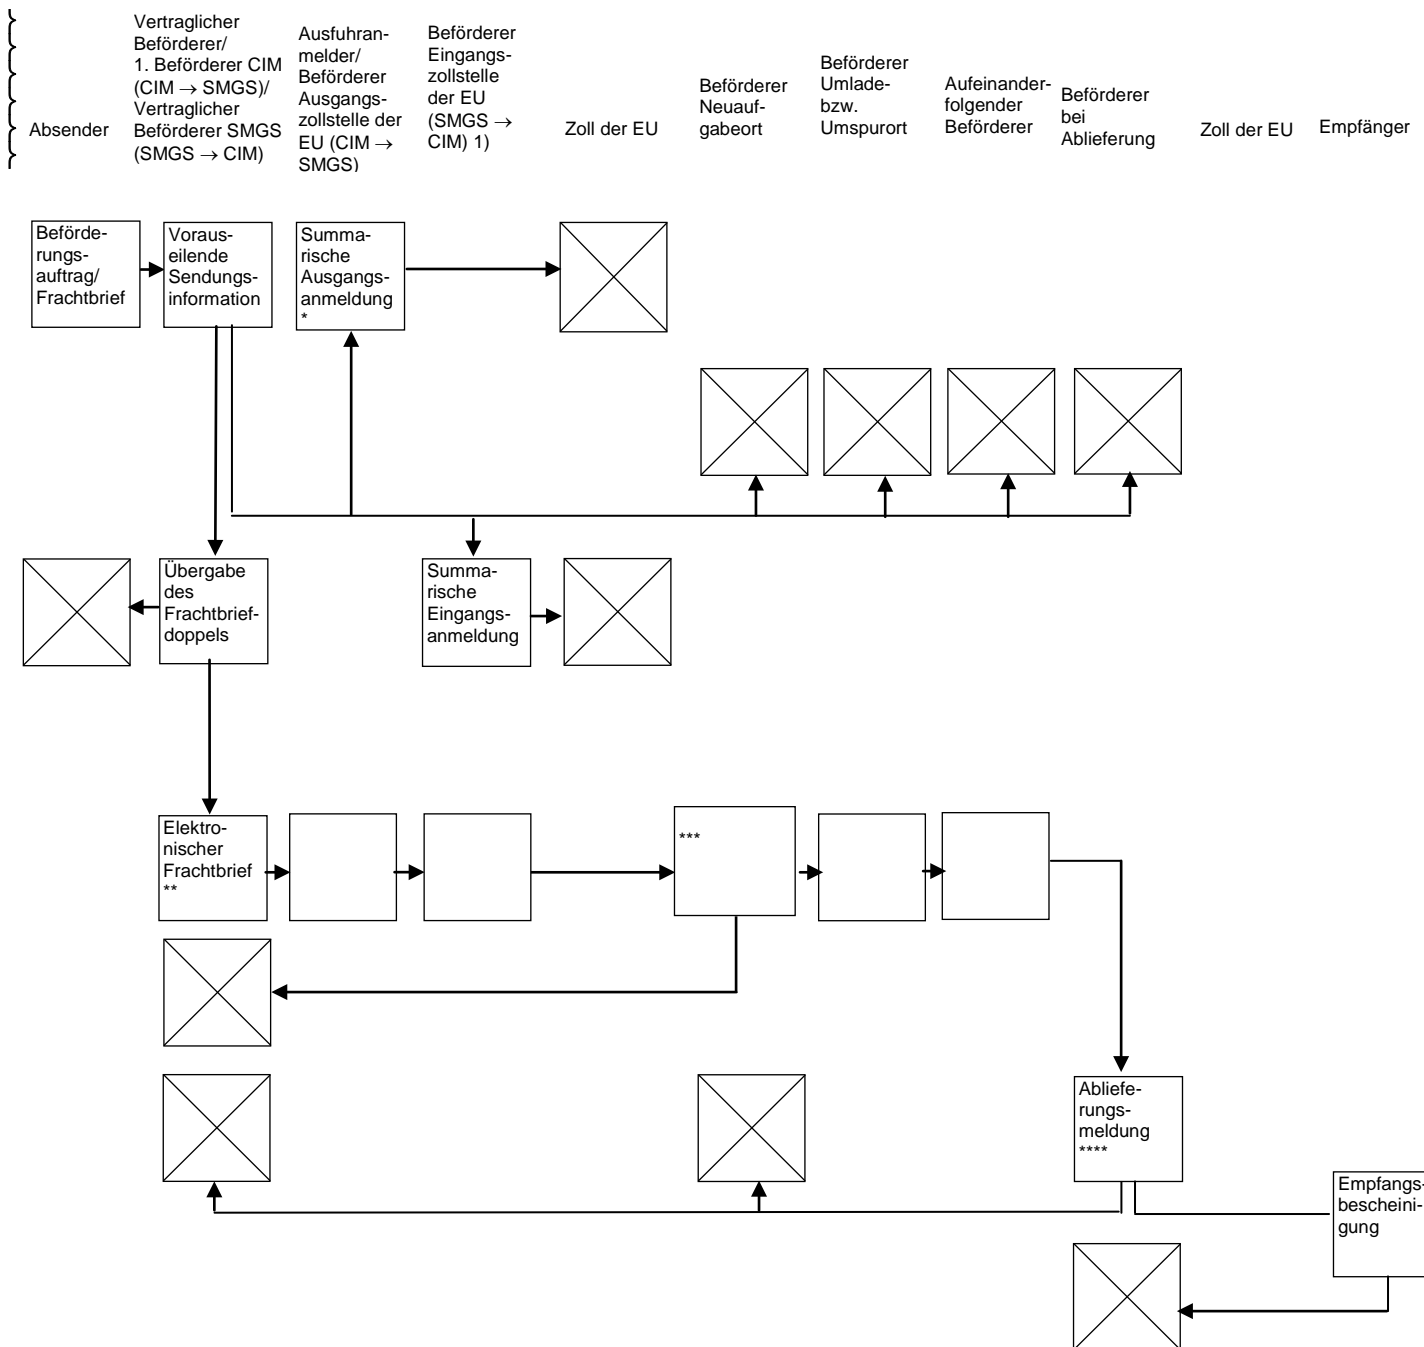 Absender
Vertraglicher
Beförderer/
1. Beförderer CIM
(CIM → SMGS)/
Vertraglicher
Beförderer SMGS
(SMGS → CIM)
Ausfuhran-
melder/
Beförderer
Ausgangs-
zollstelle der
EU (CIM →
SMGS)
Beförderer
Eingangs-
zollstelle
der EU
(SMGS →
CIM) 1)
Zoll der EU
Beförderer
Neuauf-
gabeort
Beförderer
Umlade-
bzw.
Umspurort
Aufeinander-
folgender
Beförderer
Beförderer
bei
Ablieferung
Zoll der EU
Empfänger
Beförde-
rungs-
auftrag/
Frachtbrief
Voraus-
eilende
Sendungs-
information
Summa-
rische
Ausgangs-
anmeldung
*
Übergabe
des
Frachtbrief-
doppels
Summa-
rische
Eingangs-
anmeldung
Elektro-
nischer
Frachtbrief
**
***
Abliefe-
rungs-
meldung
****
Empfangs-
bescheini-
gung